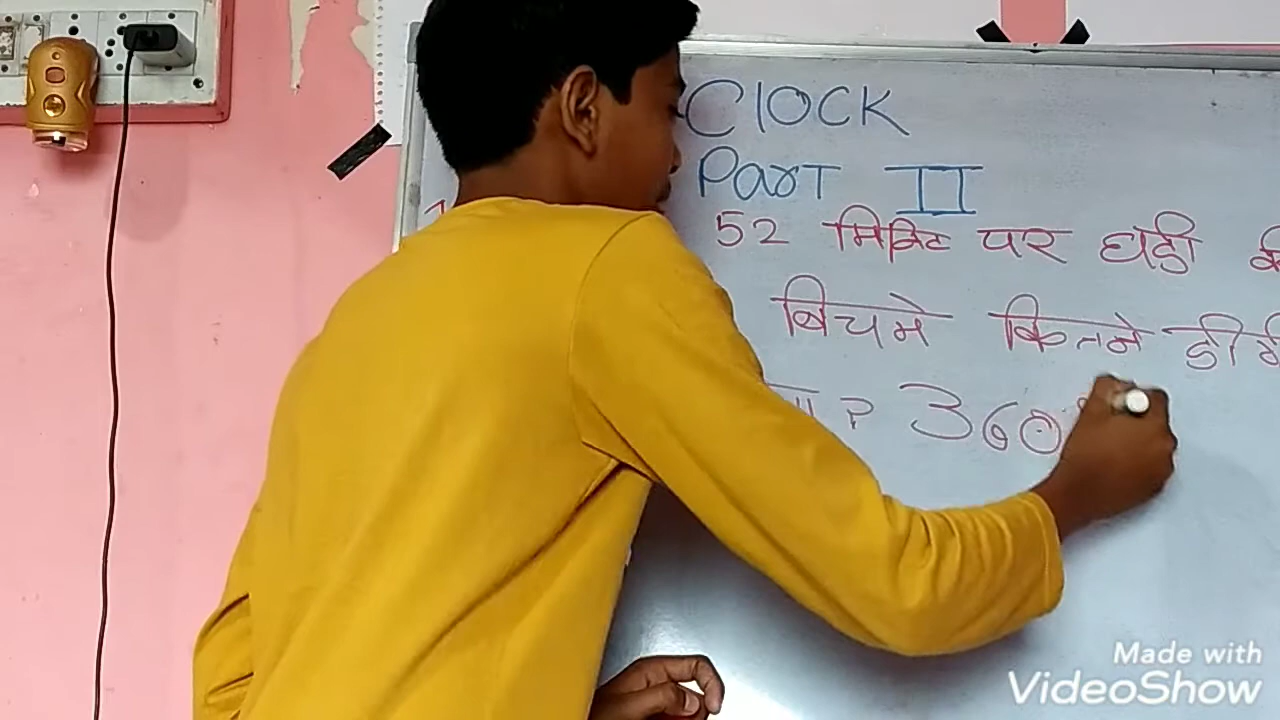 Clock
Part II
52 मिनिट पर घडी
बिचमे कितने डी
? 360°
Made with
VideoShow